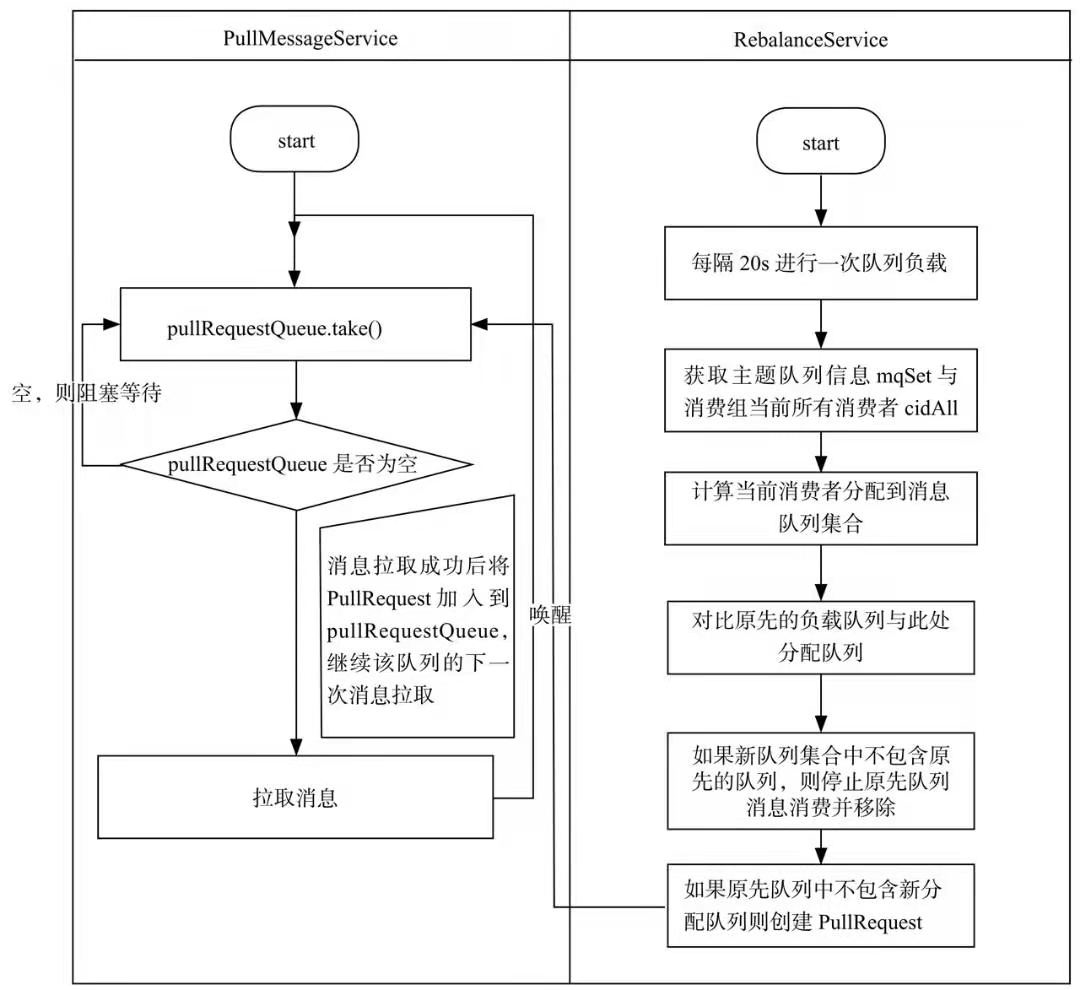 PullMessageService
start
pullRequestQueue.take()
空，则阻塞等待
pullRequestQueue 是否为空
消息拉取成功后将
PullRequest 加入到
pullRequestQueue，
继续该队列的下一
次消息拉取
唤醒
拉取消息
RebalanceService
start
每隔 20s 进行一次队列负载
获取主题队列信息 mqSet 与
消费组当前所有消费者 cidAll
计算当前消费者分配到消息
队列集合
对比原先的负载队列与此处
分配队列
如果新队列集合中不包含原
先的队列，则停止原先队列
消息消费并移除
如果原先队列中不包含新分
配队列则创建 PullRequest